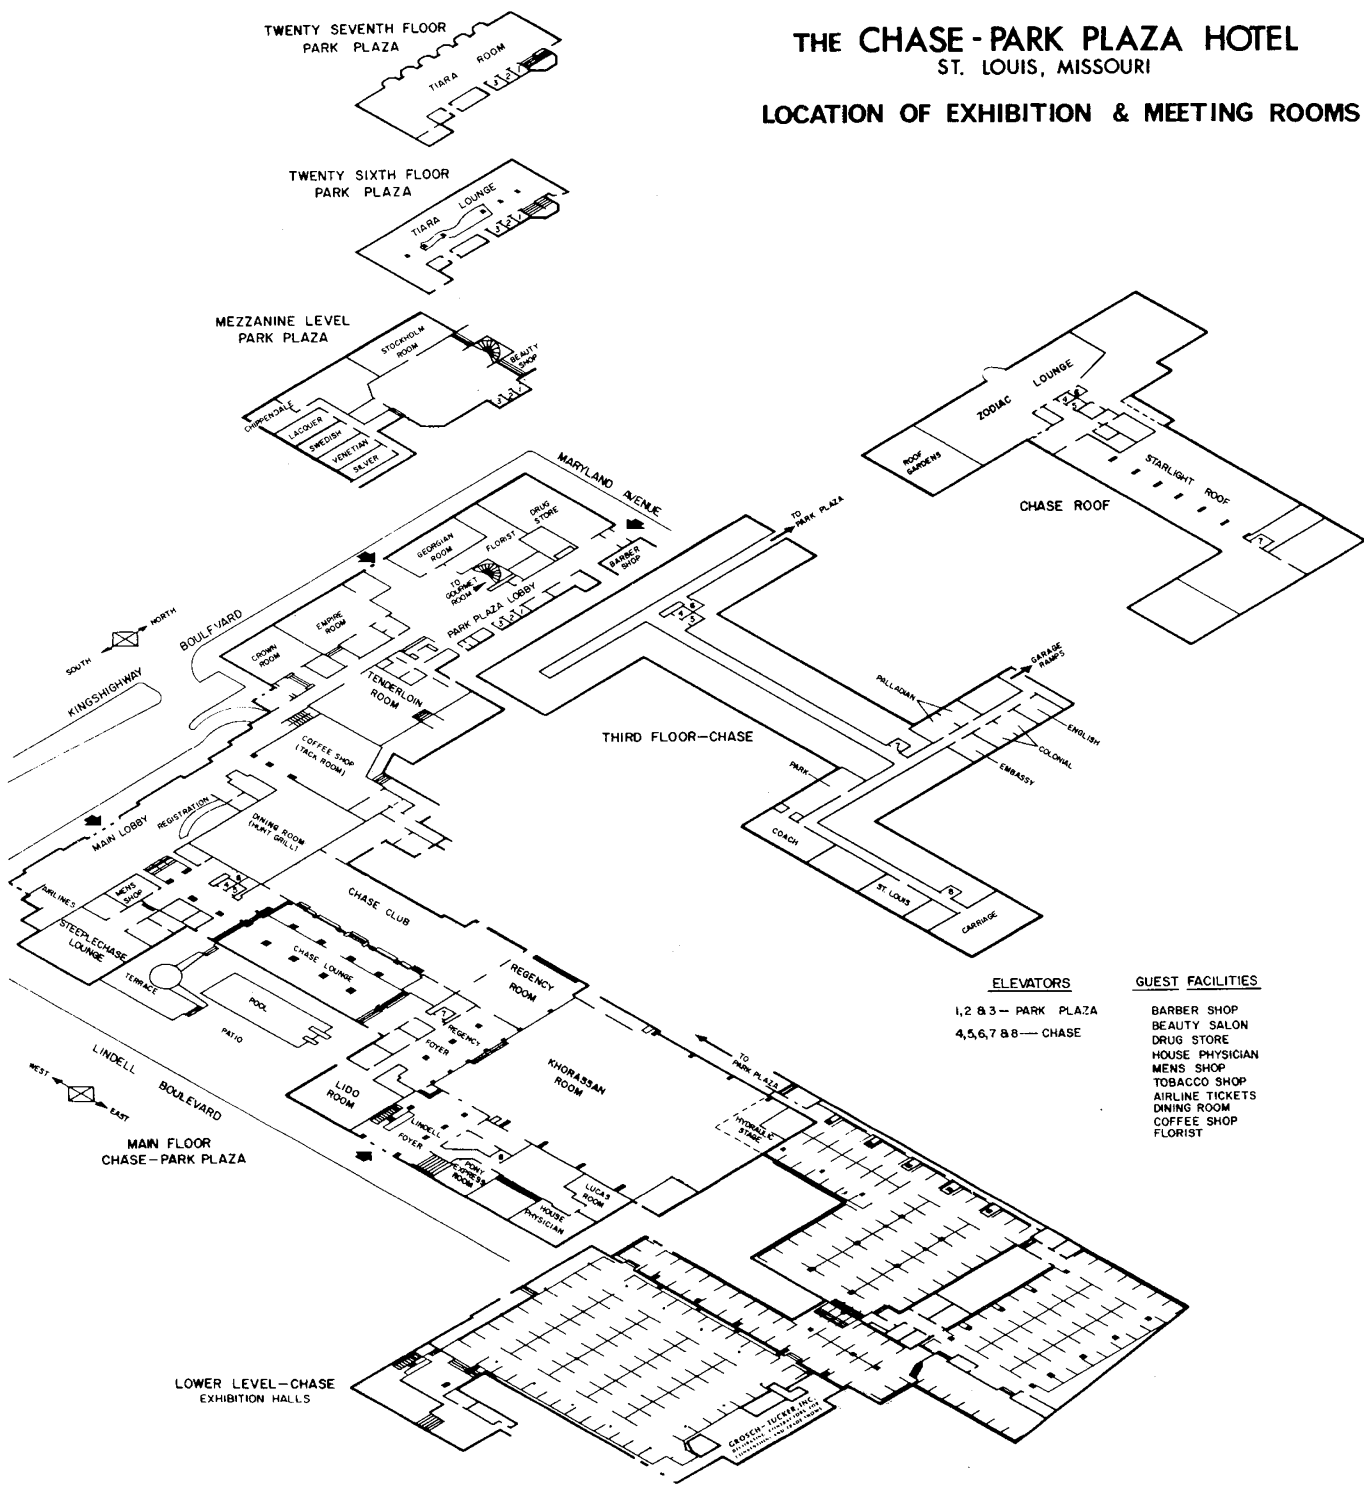 THE CHASE - PARK PLAZA HOTEL
ST. LOUIS, MISSOURI
LOCATION OF EXHIBITION & MEETING ROOMS
TWENTY SEVENTH FLOOR
PARK PLAZA
TIARA ROOM
TWENTY SIXTH FLOOR
PARK PLAZA
TIARA LOUNGE
MEZZANINE LEVEL
PARK PLAZA
STOCKHOLM
ROOM
BEAUTY
SHOP
CHIPPENDALE
LACQUER
SWEDISH
VENETIAN
SILVER
ZODIAC LOUNGE
ROOF
GARDENS
STARLIGHT ROOF
CHASE ROOF
MARYLAND AVENUE
DRUG
STORE
GEORGIAN
ROOM
FLORIST
BARBER
SHOP
TO
GOURMET
ROOM
PARK PLAZA LOBBY
EMPIRE
ROOM
CROWN
ROOM
TENDERLOIN
ROOM
NORTH
SOUTH
KINGSHIGHWAY BOULEVARD
COFFEE SHOP
(TACK ROOM)
REGISTRATION
MAIN LOBBY
DINING ROOM
(HUNT GRILL)
MENS
SHOP
AIRLINES
STEEPLECHASE
LOUNGE
TERRACE
CHASE CLUB
CHASE LOUNGE
POOL
PATIO
REGENCY
ROOM
REGENCY
FOYER
LIDO
ROOM
KHORASSAN
ROOM
LINDELL
FOYER
PONY
EXPRESS
ROOM
LUCAS
ROOM
HOUSE
PHYSICIAN
HYDRAULIC
STAGE
TO
PARK PLAZA
LINDELL BOULEVARD
WEST
EAST
MAIN FLOOR
CHASE-PARK PLAZA
TO
PARK PLAZA
GARAGE
RAMPS
PALLADIAN
THIRD FLOOR-CHASE
ENGLISH
COLONIAL
EMBASSY
PARK
COACH
ST. LOUIS
CARRIAGE
ELEVATORS
1,2 & 3 - PARK PLAZA
4,5,6,7 & 8 - CHASE
GUEST FACILITIES
BARBER SHOP
BEAUTY SALON
DRUG STORE
HOUSE PHYSICIAN
MENS SHOP
TOBACCO SHOP
AIRLINE TICKETS
DINING ROOM
COFFEE SHOP
FLORIST
LOWER LEVEL-CHASE
EXHIBITION HALLS
GROSCH-TUCKER, INC.